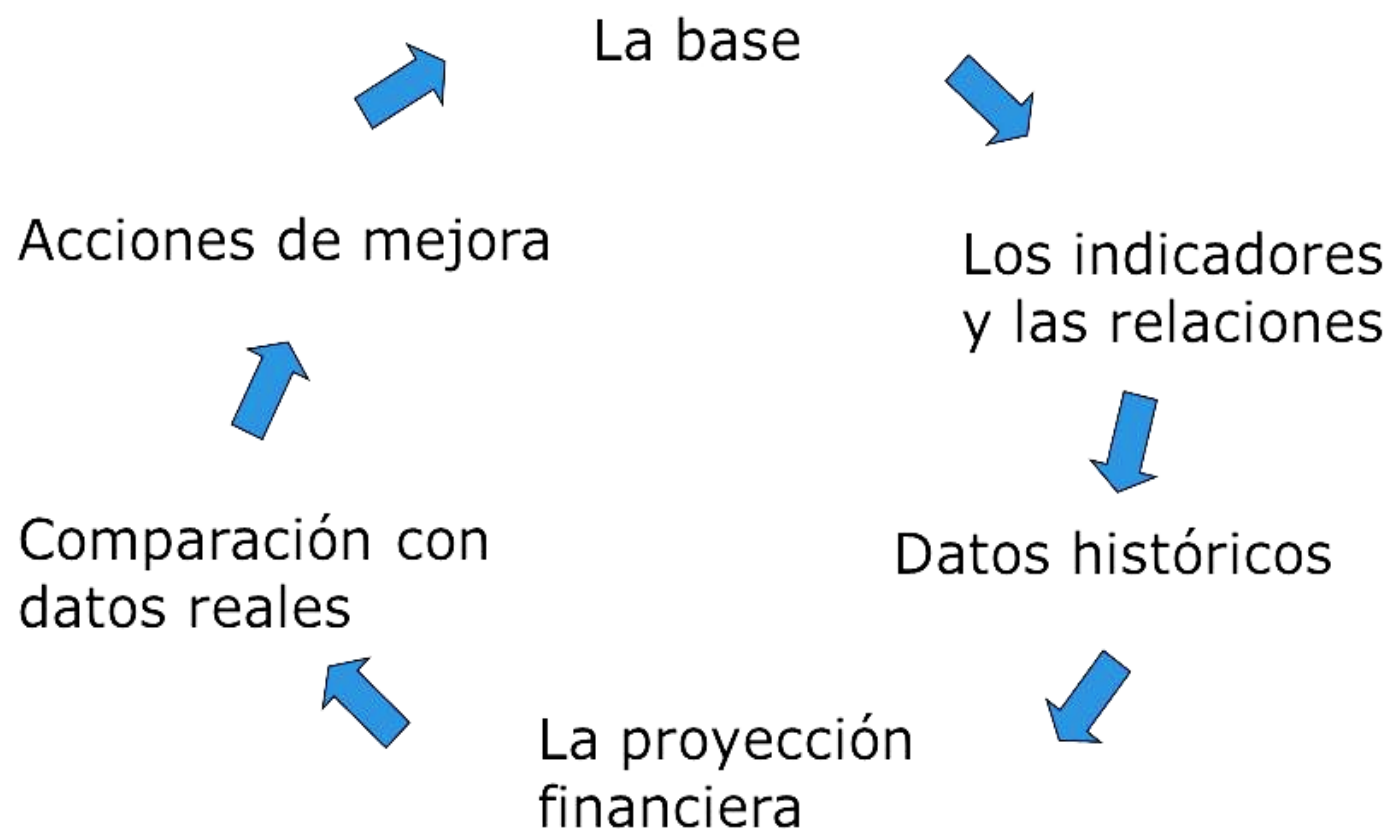 La base
Los indicadores
y las relaciones
Datos históricos
La proyección
financiera
Comparación con
datos reales
Acciones de mejora